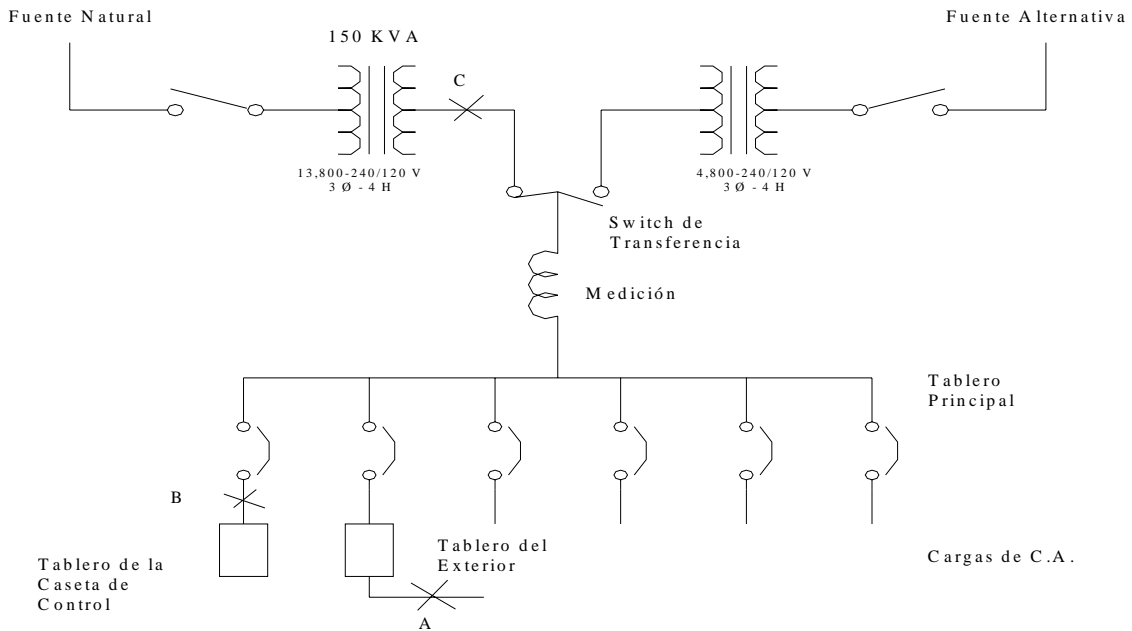 Fuente Natural
Fuente Alternativa
150 KVA
C
13,800-240/120 V
3 Ø - 4 H
4,800-240/120 V
3 Ø - 4 H
Switch de
Transferencia
Medición
Tablero
Principal
B
Tablero de la
Caseta de
Control
Tablero del
Exterior
Cargas de C.A.
A